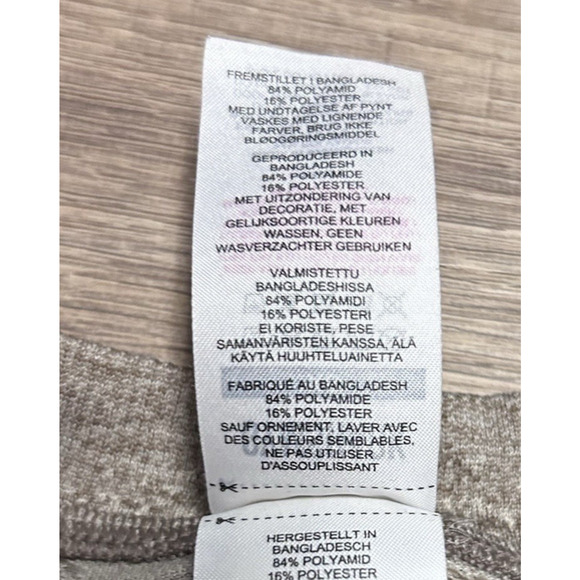 FREMSTILLET I BANGLADESH
84% POLYAMID
16% POLYESTER
MED UNDTAGELSE AF PYNT
VASKES MED LIGNENDE
FARVER, BRUG IKKE
BLØDGØRINGSMIDDEL
GEPRODUCEERD IN
BANGLADESH
84% POLYAMIDE
16% POLYESTER
MET UITZONDERING VAN
DECORATIE, MET
GELIJKSOORTIGE KLEUREN
WASSEN, GEEN
WASVERZACHTER GEBRUIKEN
VALMISTETTU
BANGLADESHISSA
84% POLYAMIDI
16% POLYESTERI
EI KORISTE, PESE
SAMANVÄRISTEN KANSSA, ÄLÄ
KÄYTÄ HUUHTELUAINETTA
FABRIQUÉ AU BANGLADESH
84% POLYAMIDE
16% POLYESTER
SAUF ORNEMENT, LAVER AVEC
DES COULEURS SEMBLABLES,
NE PAS UTILISER
D'ASSOUPLISSANT
HERGESTELLT IN
BANGLADESCH
84% POLYAMID
16% POLYESTER